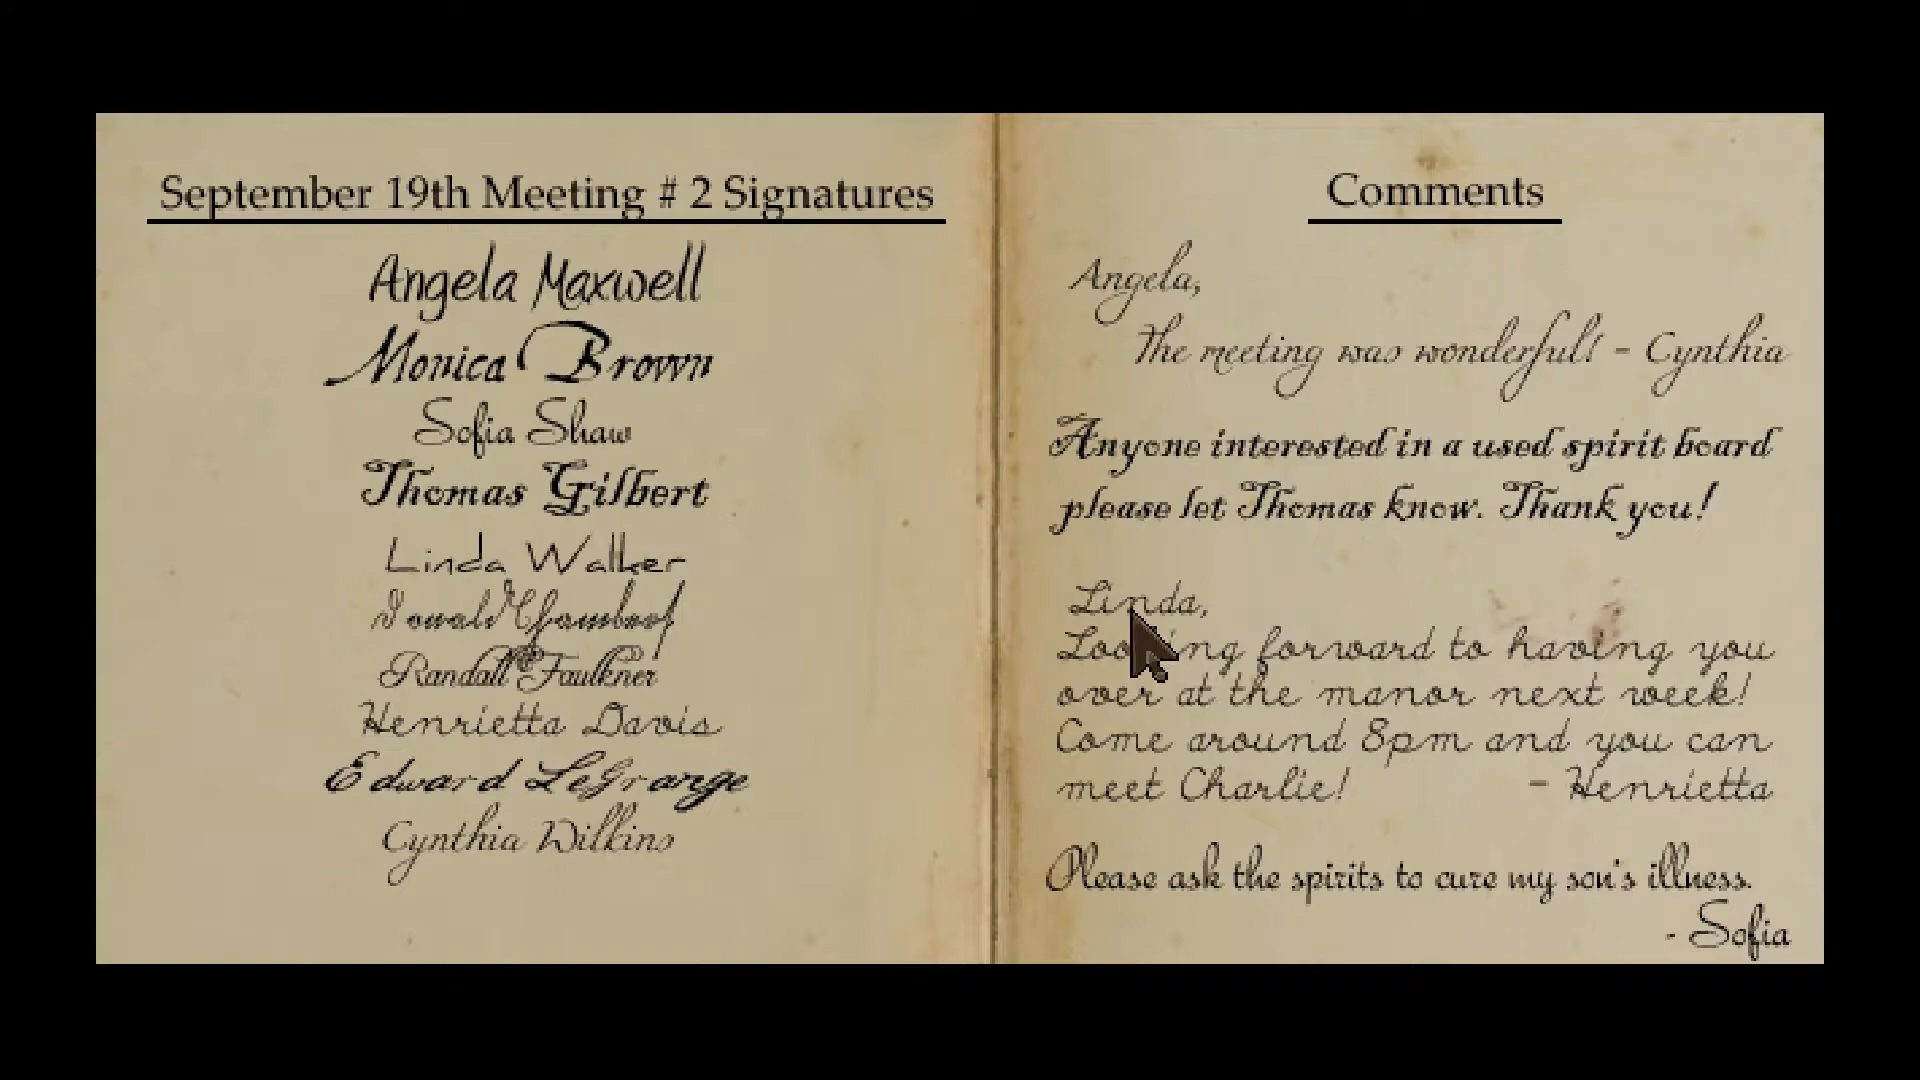 September 19th Meeting # 2 Signatures
Angela Maxwell
Monica Brown
Sofia Shaw
Thomas Gilbert
Linda Walker
Donald Chambers
Randall Faulkner
Henrietta Davis
Edward LeGrange
Cynthia Wilkins
Comments
Angela,
The meeting was wonderful! - Cynthia
Anyone interested in a used spirit board
please let Thomas know. Thank you!
Linda,
Looking forward to having you
over at the manor next week!
Come around 8pm and you can
meet Charlie! - Henrietta
Please ask the spirits to cure my son's illness.
- Sofia